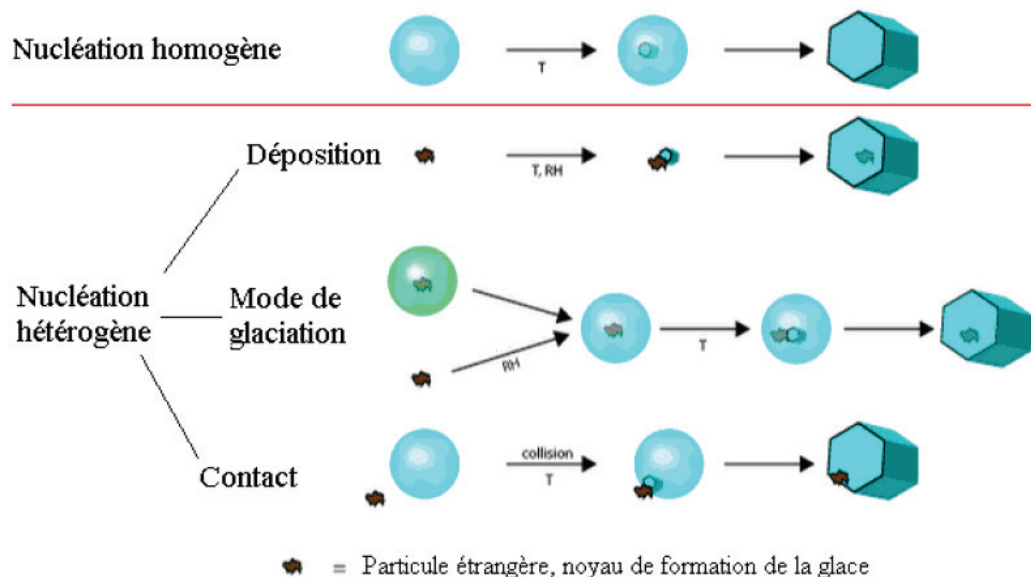 Nucléation homogène
T
Déposition
T, RH
Nucléation
hétérogène
Mode de
glaciation
RH
T
Contact
collision
T
= Particule étrangère, noyau de formation de la glace